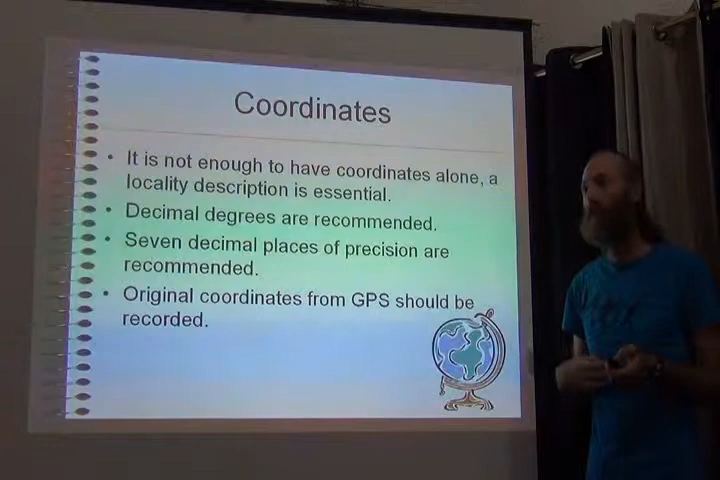 Coordinates
• It is not enough to have coordinates alone, a
locality description is essential.
• Decimal degrees are recommended.
• Seven decimal places of precision are
recommended.
• Original coordinates from GPS should be
recorded.